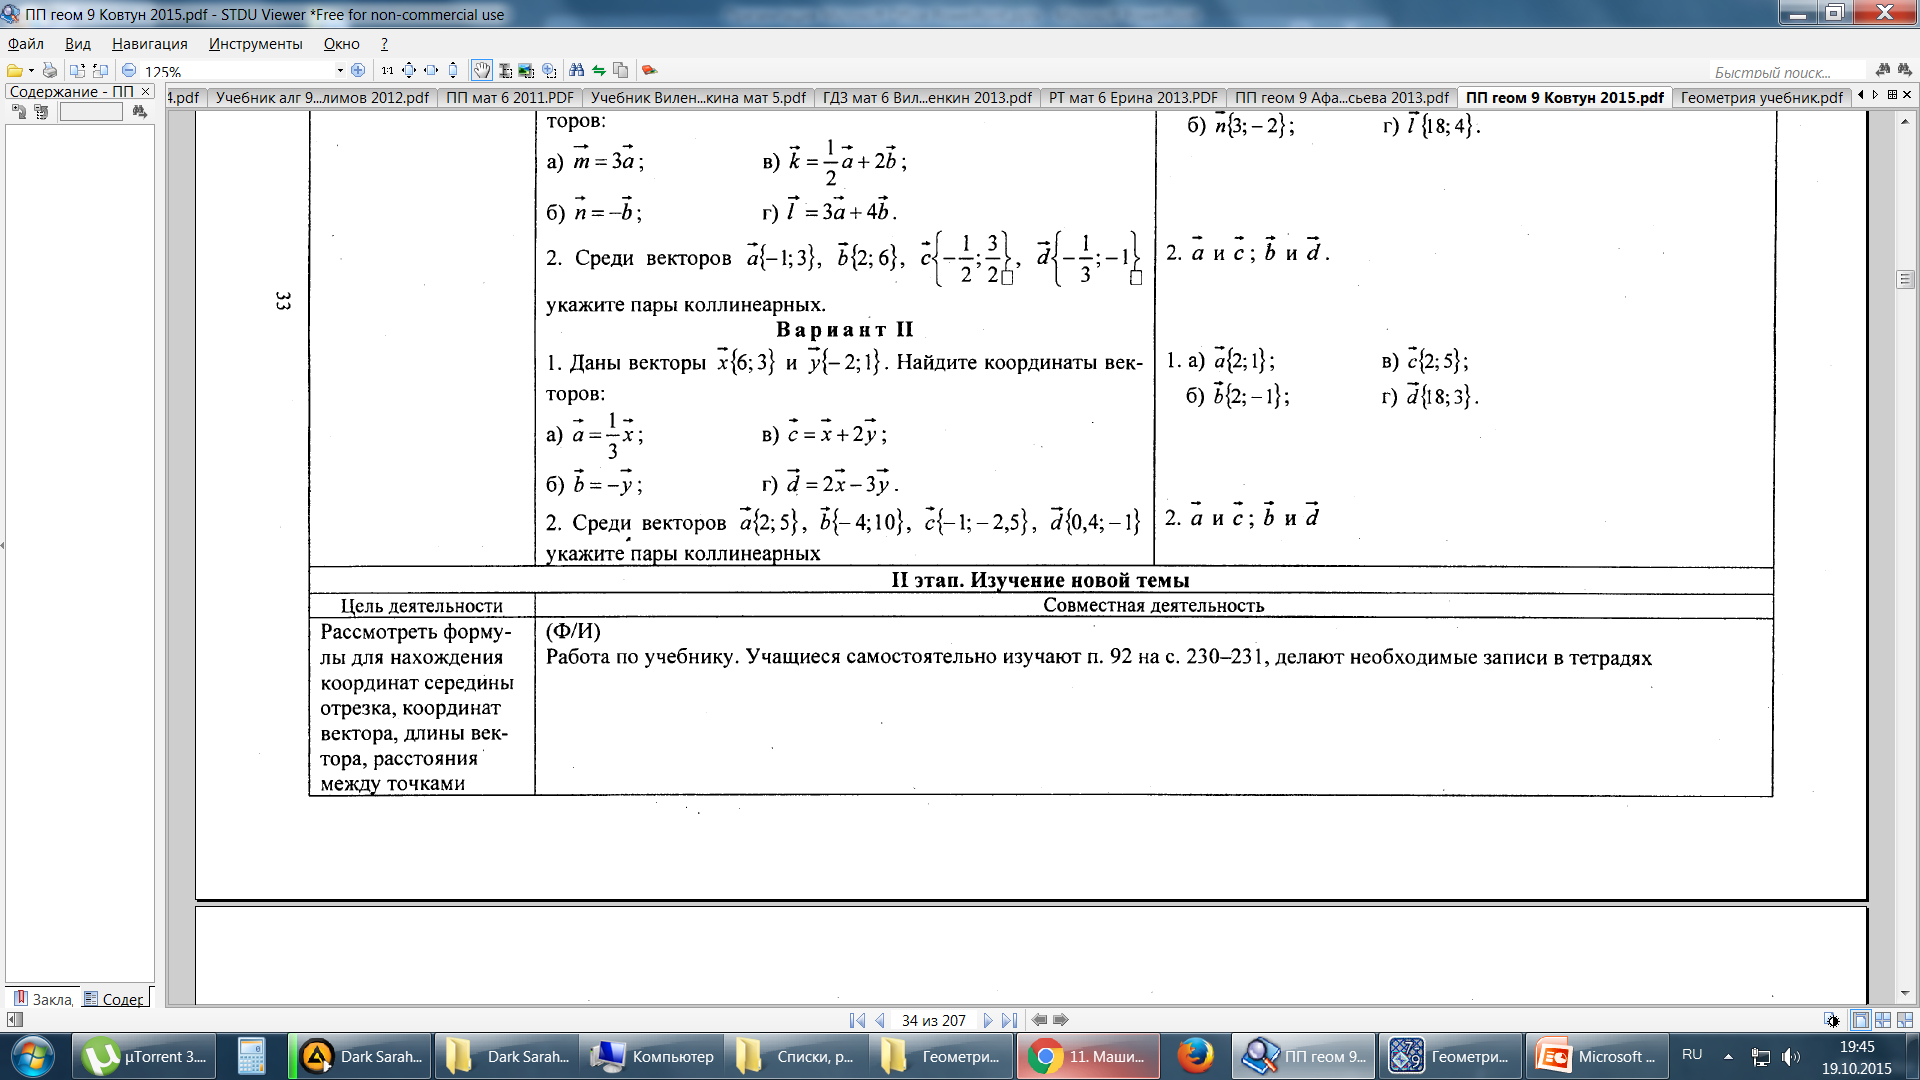 ПП геом 9 Ковтун 2015.pdf - STDU Viewer *Free for non-commercial use
Файл Вид Навигация Инструменты Окно ?
125%
1:1
Быстрый поиск...
Содержание - ПП
4.pdf Учебник алг 9...лимов 2012.pdf ПП мат 6 2011.PDF Учебник Вилен...кина мат 5.pdf ГДЗ мат 6 Вил...енкин 2013.pdf РТ мат 6 Ерина 2013.PDF ПП геом 9 Афа...сьева 2013.pdf ПП геом 9 Ковтун 2015.pdf Геометрия учебник.pdf
33
торов:
а) m⃗ = 3a⃗; в) k⃗ = 1/2 a⃗ + 2b⃗;
б) n⃗ = –b⃗; г) l⃗ = 3a⃗ + 4b⃗.
2. Среди векторов a⃗{–1; 3}, b⃗{2; 6}, c⃗{–1/2; 3/2}, d⃗{–1/3; –1}
укажите пары коллинеарных.
б) n⃗{3; – 2}; г) l⃗{18; 4}.
2. a⃗ и c⃗; b⃗ и d⃗.
Вариант II
1. Даны векторы x⃗{6; 3} и y⃗{– 2; 1}. Найдите координаты век-
торов:
а) a⃗ = 1/3 x⃗; в) c⃗ = x⃗ + 2y⃗;
б) b⃗ = –y⃗; г) d⃗ = 2x⃗ – 3y⃗.
2. Среди векторов a⃗{2; 5}, b⃗{– 4; 10}, c⃗{–1; – 2,5}, d⃗{0,4; –1}
укажите пары коллинеарных
1. а) a⃗{2; 1}; в) c⃗{2; 5};
б) b⃗{2; –1}; г) d⃗{18; 3}.
2. a⃗ и c⃗; b⃗ и d⃗
II этап. Изучение новой темы
Цель деятельности
Совместная деятельность
Рассмотреть форму-
лы для нахождения
координат середины
отрезка, координат
вектора, длины век-
тора, расстояния
между точками
(Ф/И)
Работа по учебнику. Учащиеся самостоятельно изучают п. 92 на с. 230–231, делают необходимые записи в тетрадях
Заклад Содер
34 из 207
µTorrent 3.... Dark Sarah... Dark Sarah... Компьютер Списки, р... Геометри... 11. Маши... ПП геом 9... Геометри... Microsoft ...
RU
19:45
19.10.2015